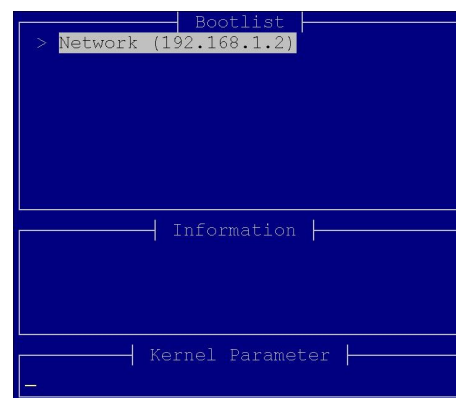 Bootlist
> Network (192.168.1.2)
Information
Kernel Parameter
_